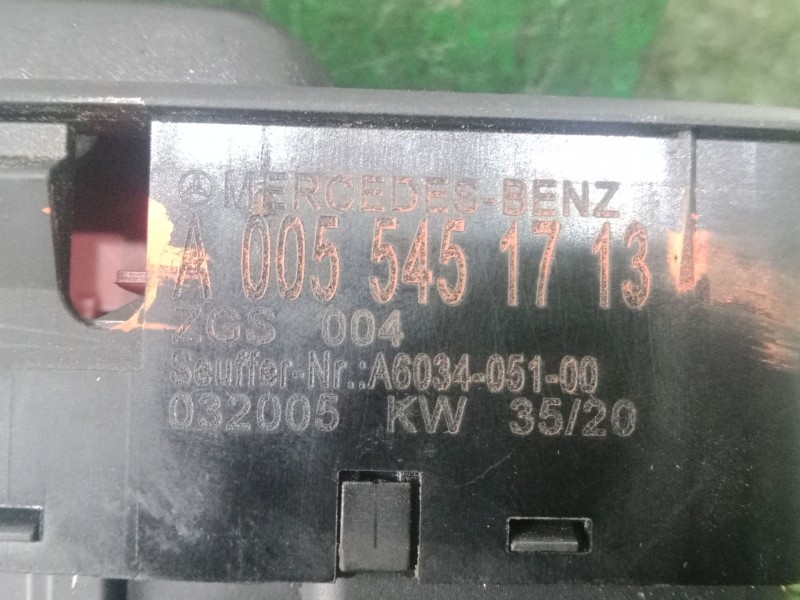 MERCEDES-BENZ
A 005 545 17 13
ZGS 004
Seuffer-Nr.:A6034-051-00
032005 KW 35/20